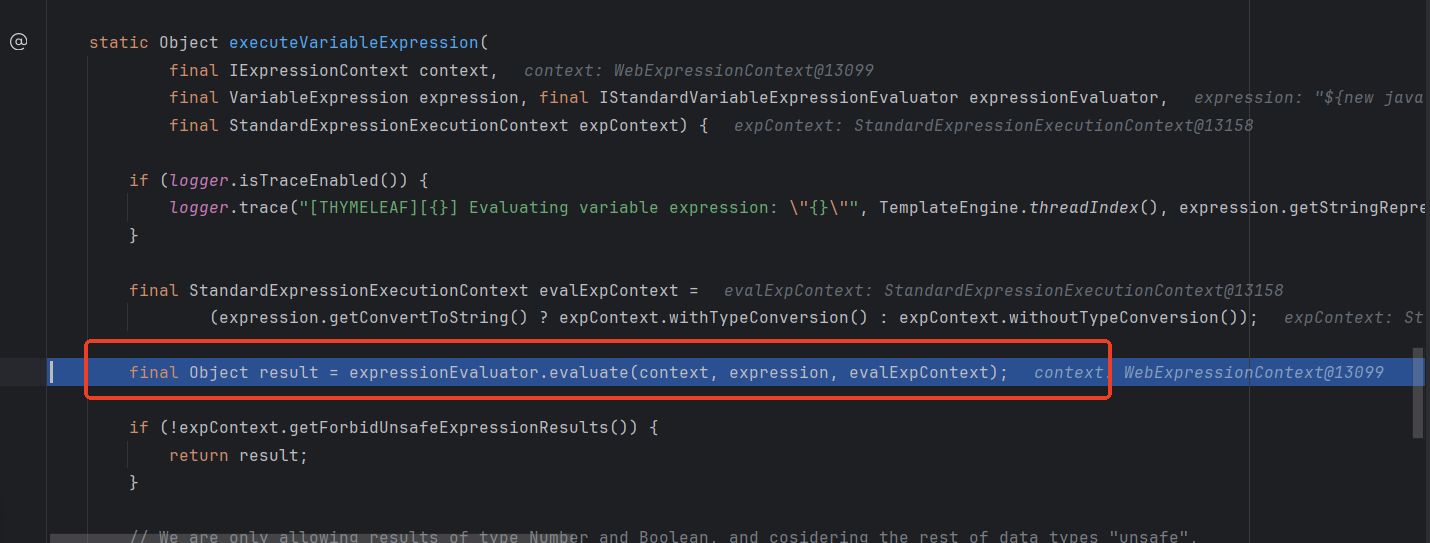 @
static Object executeVariableExpression(
final IExpressionContext context,   context: WebExpressionContext@13099
final VariableExpression expression, final IStandardVariableExpressionEvaluator expressionEvaluator,   expression: "${new java
final StandardExpressionExecutionContext expContext) {   expContext: StandardExpressionExecutionContext@13158
if (logger.isTraceEnabled()) {
logger.trace("[THYMELEAF][{}] Evaluating variable expression: \"{}\"", TemplateEngine.threadIndex(), expression.getStringRepre
}
final StandardExpressionExecutionContext evalExpContext =   evalExpContext: StandardExpressionExecutionContext@13158
(expression.getConvertToString() ? expContext.withTypeConversion() : expContext.withoutTypeConversion());   expContext: St
final Object result = expressionEvaluator.evaluate(context, expression, evalExpContext);   context: WebExpressionContext@13099
if (!expContext.getForbidUnsafeExpressionResults()) {
return result;
}
// We are only allowing results of type Number and Boolean, and cosidering the rest of data types "unsafe",